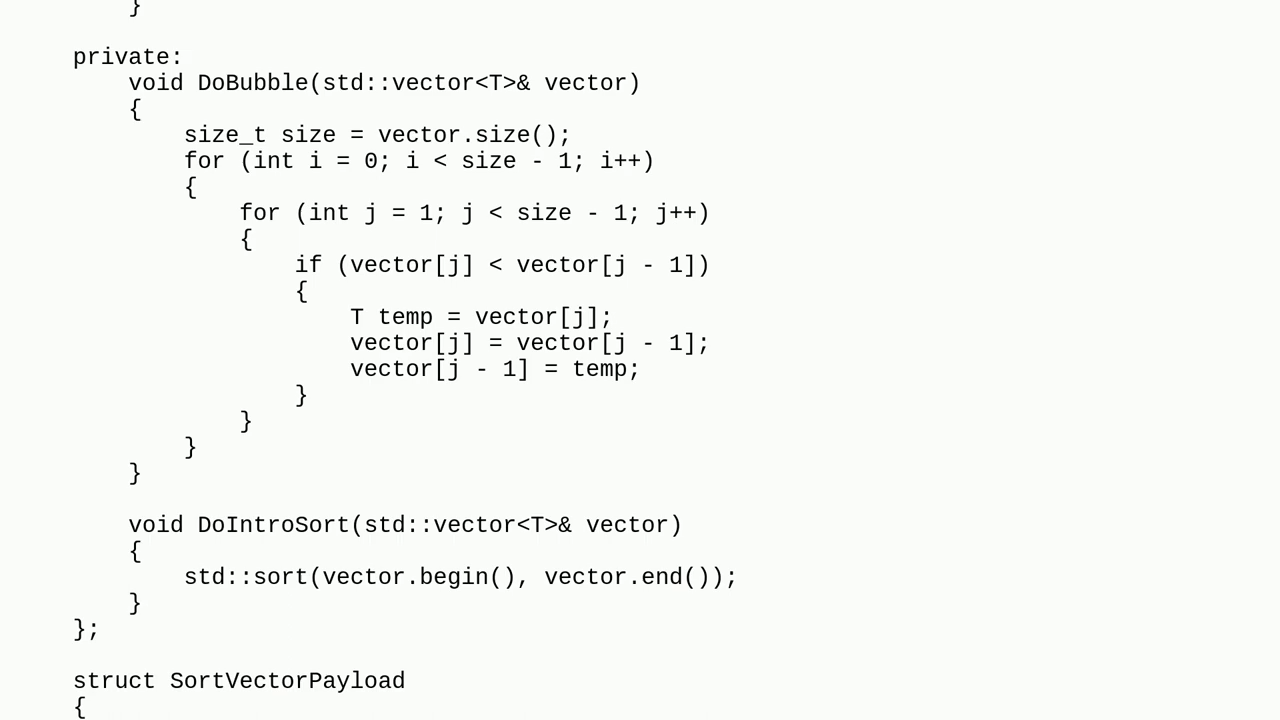 }

private:
    void DoBubble(std::vector<T>& vector)
    {
        size_t size = vector.size();
        for (int i = 0; i < size - 1; i++)
        {
            for (int j = 1; j < size - 1; j++)
            {
                if (vector[j] < vector[j - 1])
                {
                    T temp = vector[j];
                    vector[j] = vector[j - 1];
                    vector[j - 1] = temp;
                }
            }
        }
    }

    void DoIntroSort(std::vector<T>& vector)
    {
        std::sort(vector.begin(), vector.end());
    }
};

struct SortVectorPayload
{